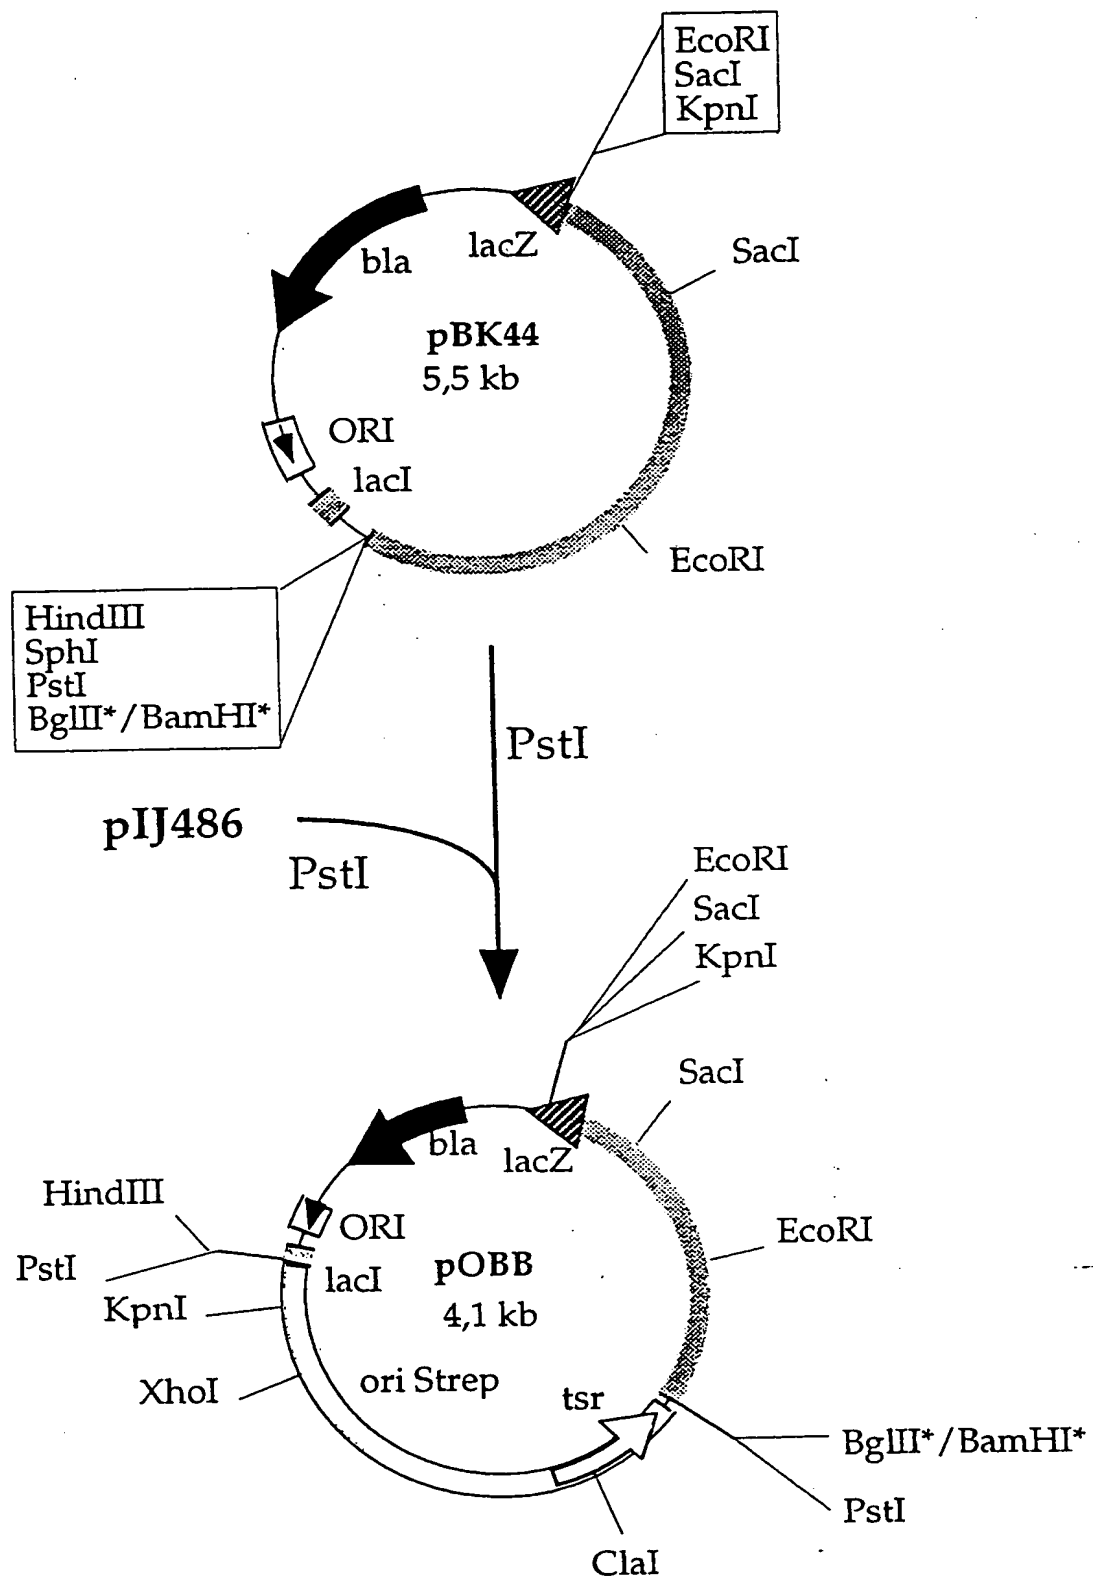 EcoRI
SacI
KpnI
SacI
lacZ
bla
pBK44
5,5 kb
ORI
lacI
EcoRI
HindIII
SphI
PstI
BglII*/BamHI*
PstI
pIJ486
PstI
EcoRI
SacI
KpnI
SacI
bla
lacZ
HindIII
ORI
EcoRI
PstI
lacI
pOBB
KpnI
4,1 kb
XhoI
ori Strep
tsr
BglII*/BamHI*
PstI
ClaI